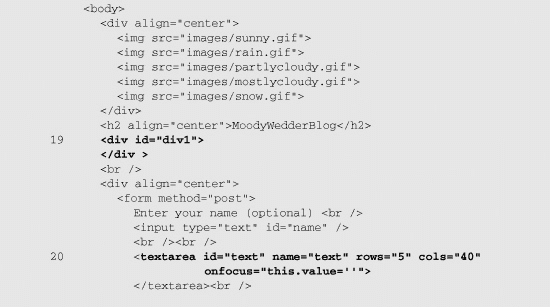 <body>
<div align="center">
<img src="images/sunny.gif">
<img src="images/rain.gif">
<img src="images/partlycloudy.gif">
<img src="images/mostlycloudy.gif">
<img src="images/snow.gif">
</div>
<h2 align="center">MoodyWedderBlog</h2>
19 <div id="div1">
</div >
<br />
<div align="center">
<form method="post">
Enter your name (optional) <br />
<input type="text" id="name" />
<br /><br />
20 <textarea id="text" name="text" rows="5" cols="40"
onfocus="this.value=''">
</textarea><br />